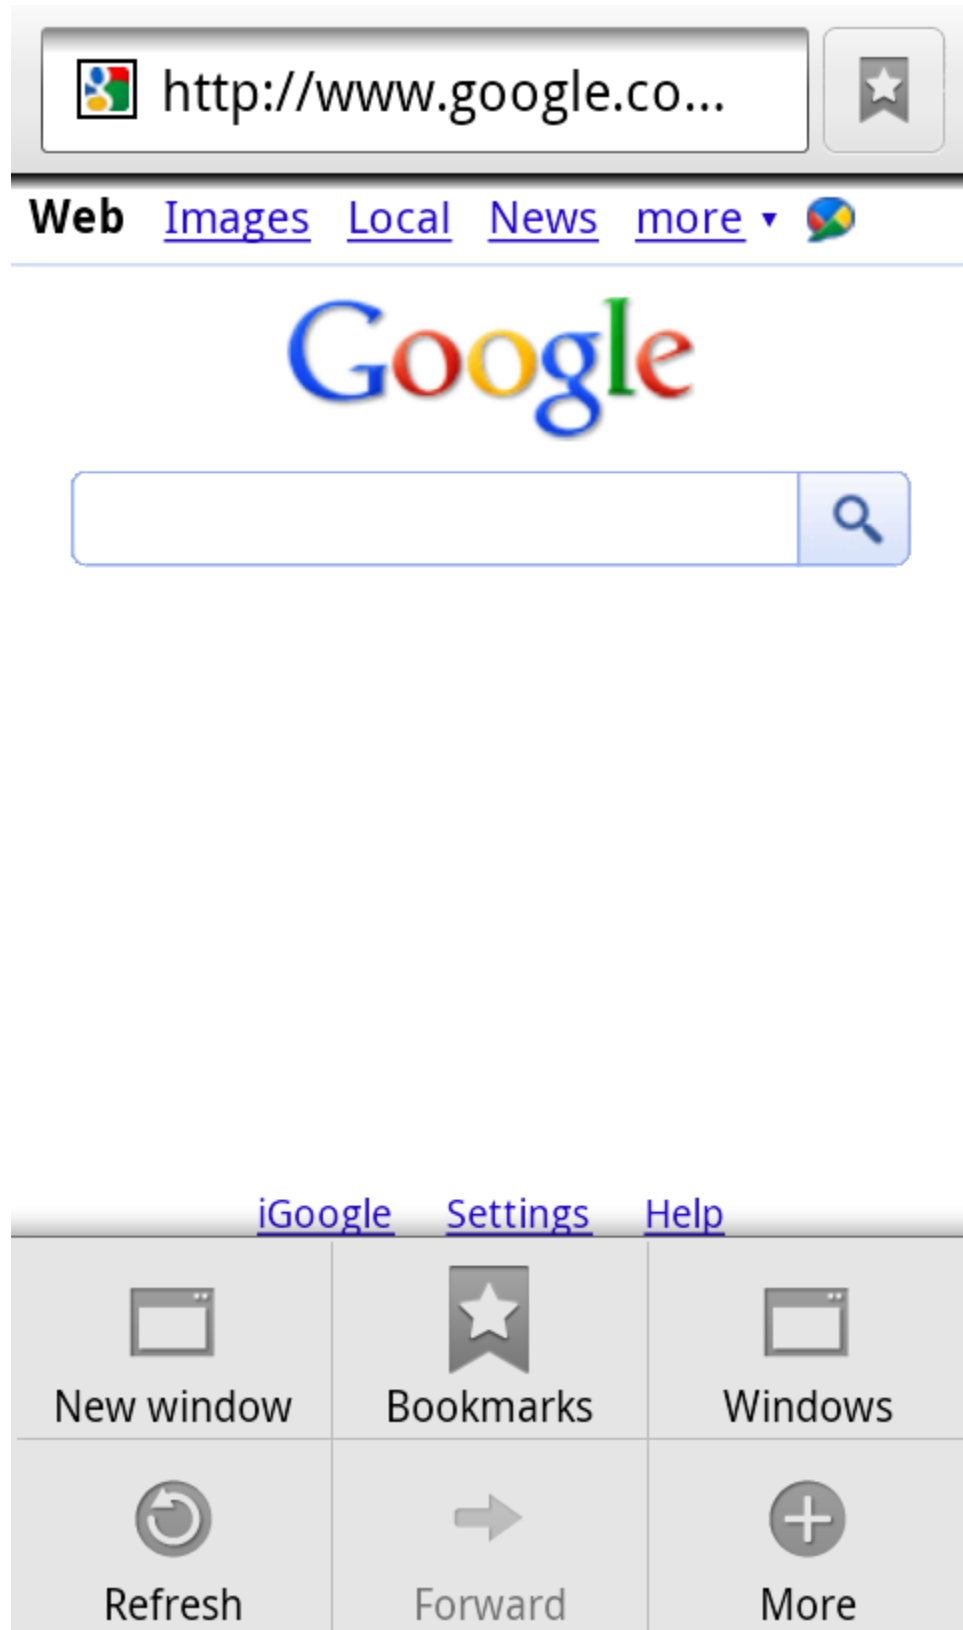 http://www.google.co...
Web Images Local News more ▼
Google
iGoogle Settings Help
New window Bookmarks Windows
Refresh Forward More